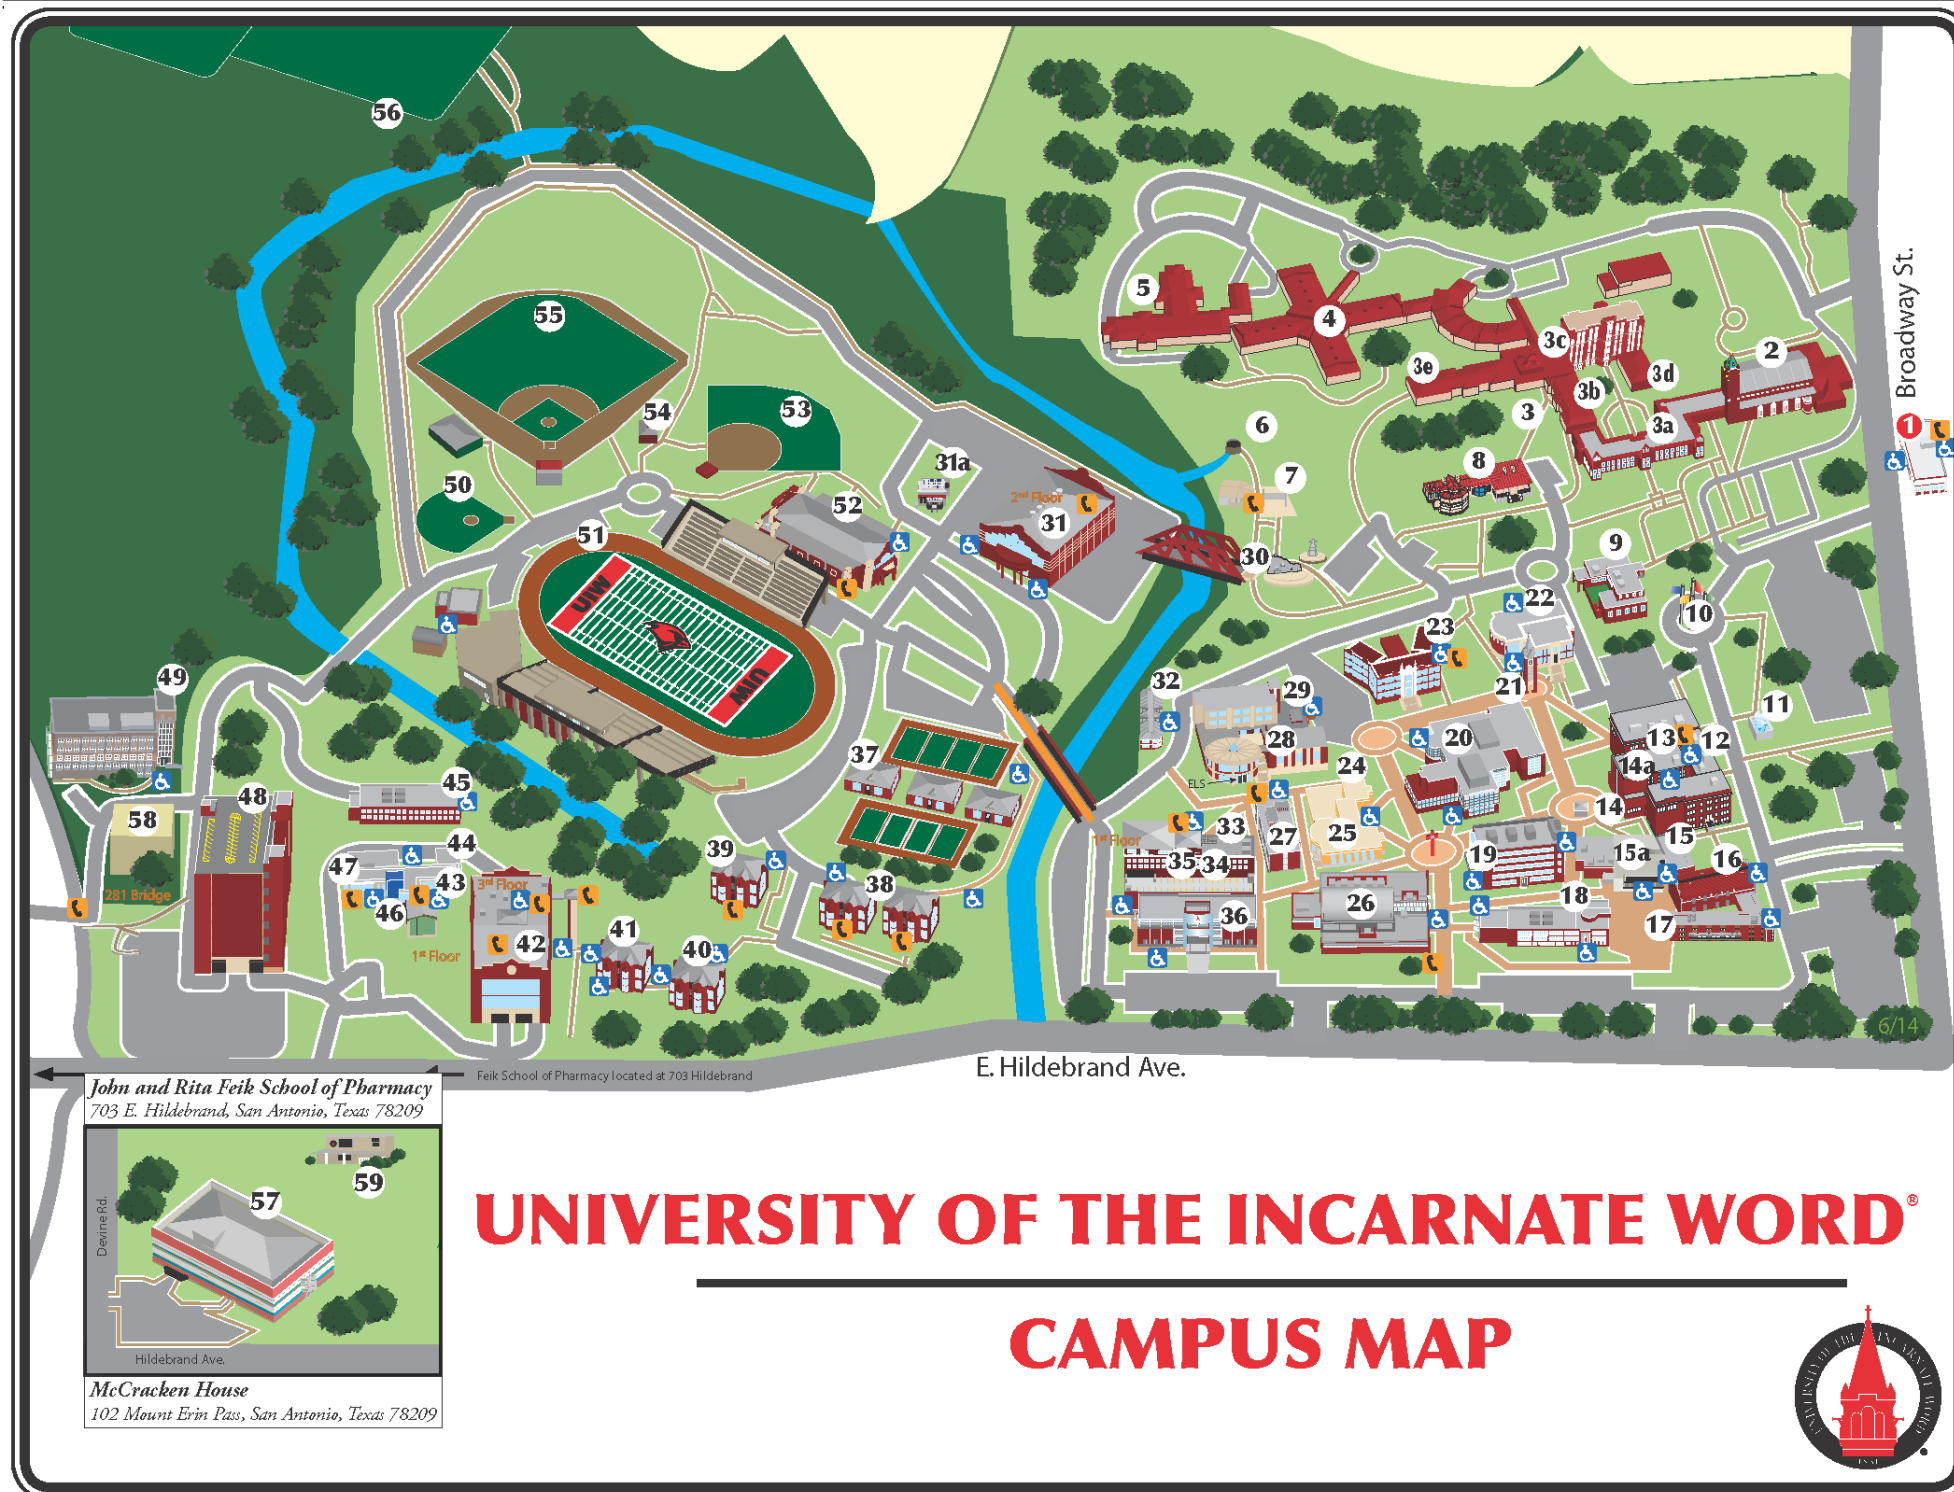 56
5
4
3c
2
3e
3d
3b
3
3a
Broadway St.
1
55
54
53
6
31a
50
8
7
2nd Floor
31
52
51
30
9
22
10
23
49
32
29
21
11
37
28
20
13
12
24
14a
ELS
45
48
58
14
1st Floor
33
27
25
15
44
39
35
34
19
15a
16
47
43
3rd Floor
38
281 Bridge
46
26
18
36
17
41
42
40
1st Floor
UIW
UIW
6/14
E. Hildebrand Ave.
Feik School of Pharmacy located at 703 Hildebrand
John and Rita Feik School of Pharmacy
703 E. Hildebrand, San Antonio, Texas 78209
59
57
Devine Rd.
Hildebrand Ave.
McCracken House
102 Mount Erin Pass, San Antonio, Texas 78209
UNIVERSITY OF THE INCARNATE WORD®
CAMPUS MAP
UNIVERSITY OF THE INCARNATE WORD
1881